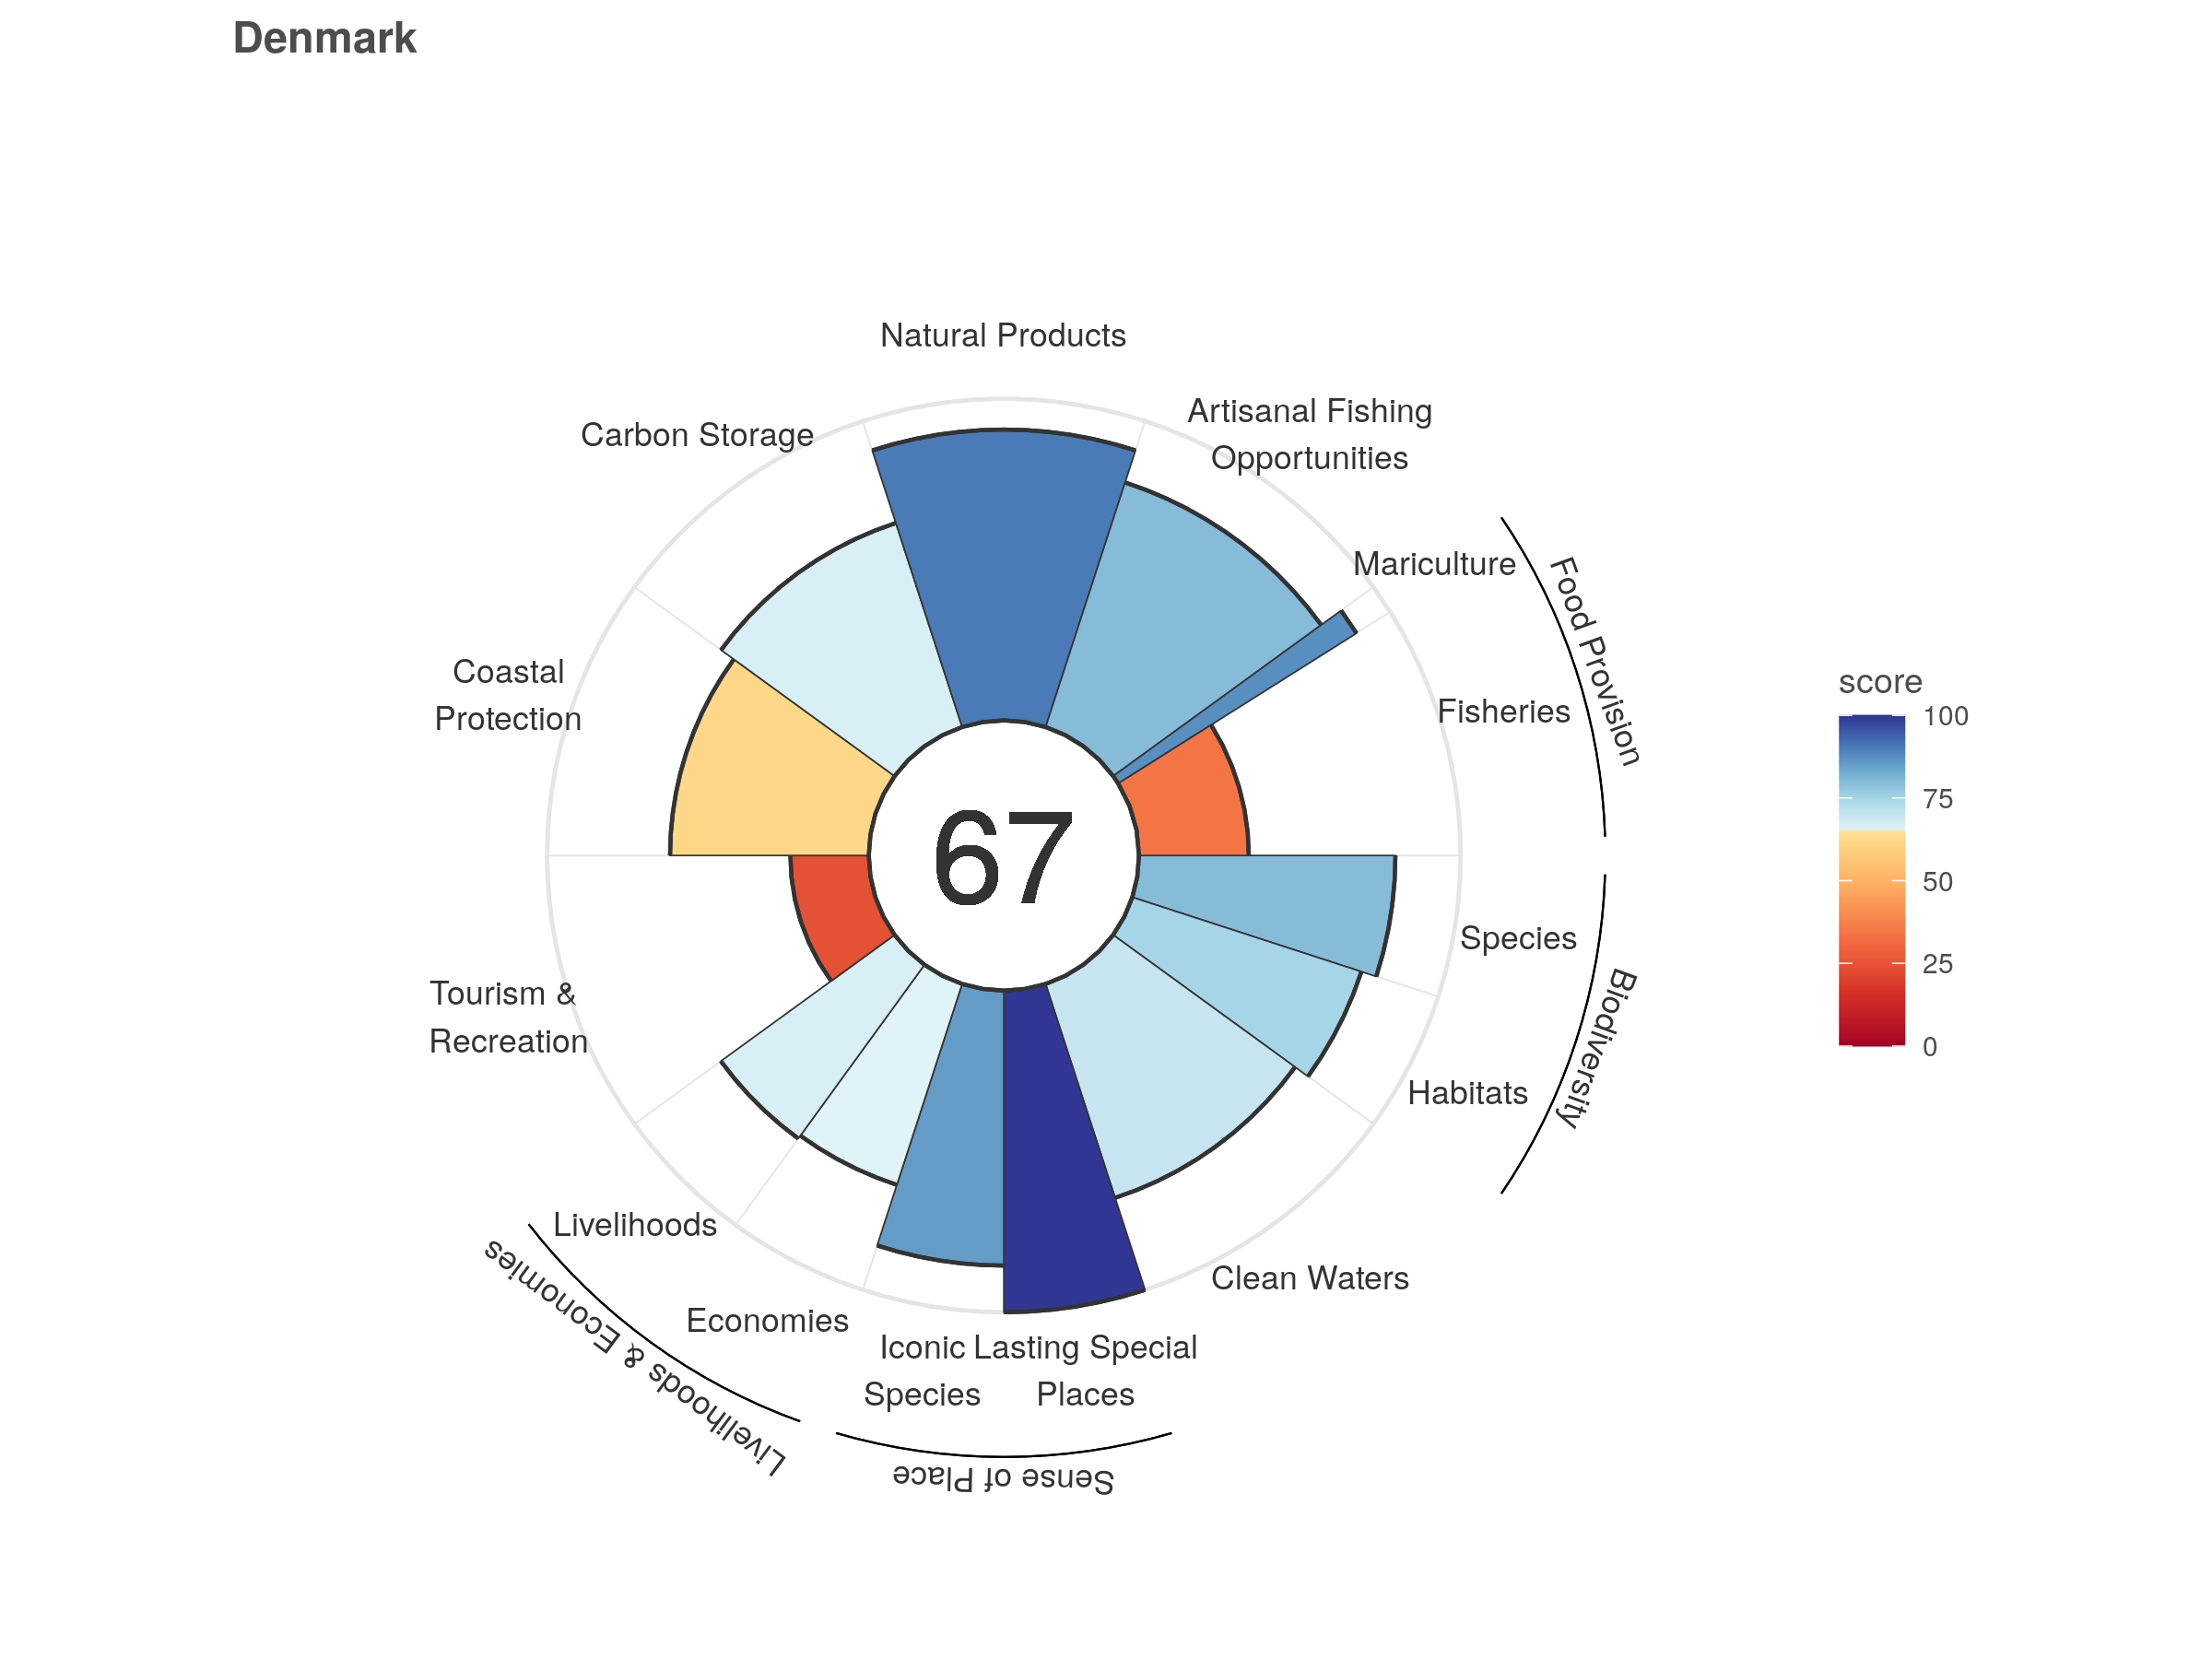 Denmark
Natural Products
Artisanal Fishing
Opportunities
Carbon Storage
Mariculture
Food Provision
Coastal
Protection
Fisheries
score
100
75
50
25
0
67
Species
Biodiversity
Tourism &
Recreation
Habitats
Livelihoods
Clean Waters
Economies
Iconic
Species
Lasting Special
Places
Livelihoods & Economies
Sense of Place